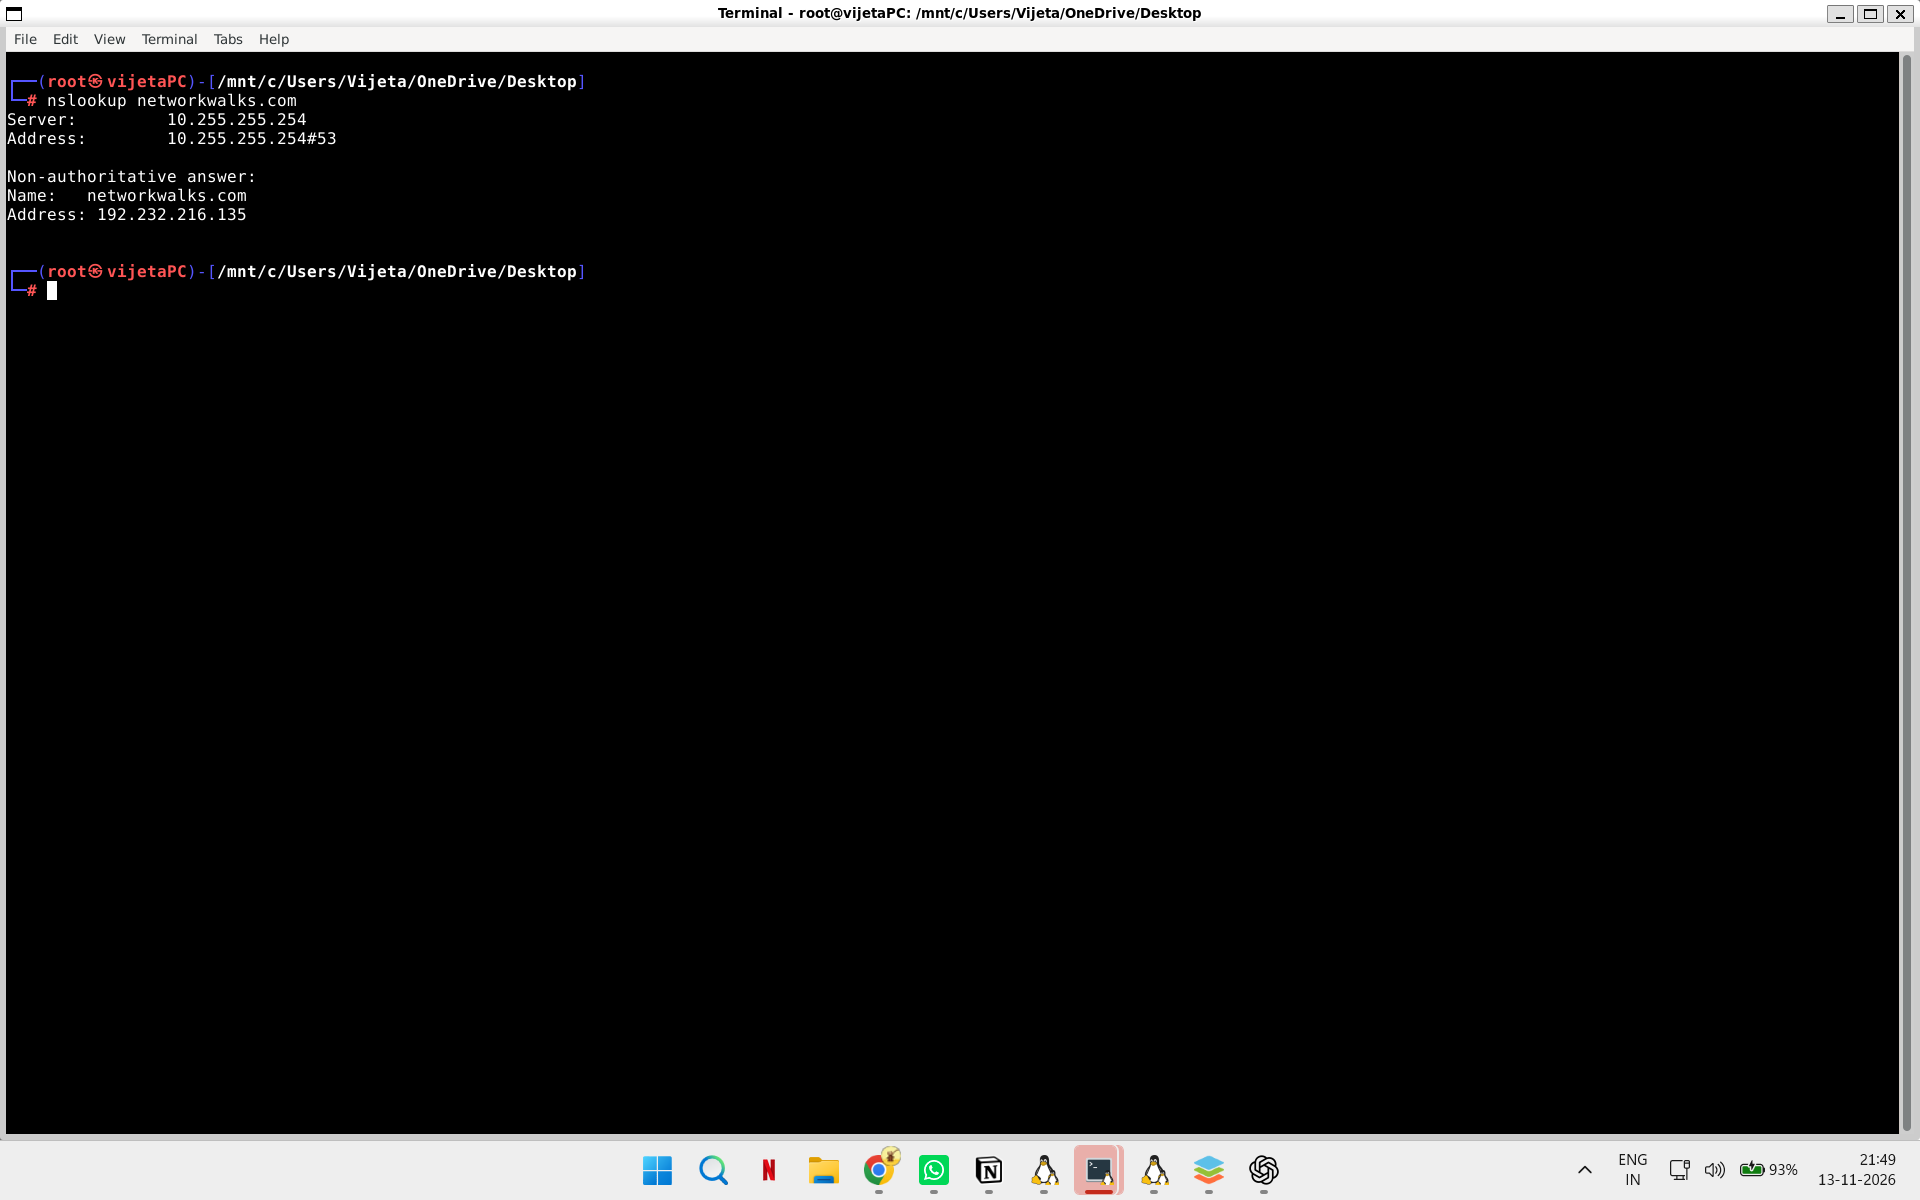 Terminal - root@vijetaPC: /mnt/c/Users/Vijeta/OneDrive/Desktop
File Edit View Terminal Tabs Help
┌──(root㉿vijetaPC)-[/mnt/c/Users/Vijeta/OneDrive/Desktop]
└─# nslookup networkwalks.com
Server:         10.255.255.254
Address:        10.255.255.254#53
Non-authoritative answer:
Name:   networkwalks.com
Address: 192.232.216.135
┌──(root㉿vijetaPC)-[/mnt/c/Users/Vijeta/OneDrive/Desktop]
└─#
ENG IN 93% 21:49
13-11-2026